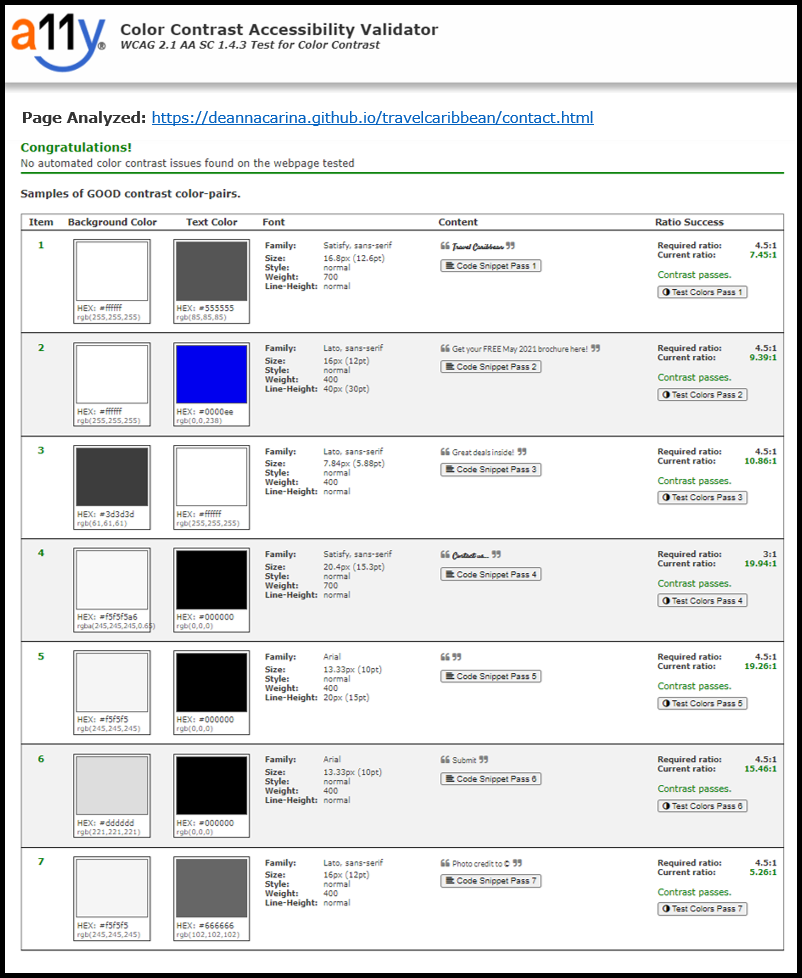 a11y®
Color Contrast Accessibility Validator
WCAG 2.1 AA SC 1.4.3 Test for Color Contrast
Page Analyzed: https://deannacarina.github.io/travelcaribbean/contact.html
Congratulations!
No automated color contrast issues found on the webpage tested
Samples of GOOD contrast color-pairs.
Item Background Color Text Color Font Content Ratio Success
1
HEX: #ffffff
rgb(255,255,255)
HEX: #555555
rgb(85,85,85)
Family: Satisfy, sans-serif
Size: 16.8px (12.6pt)
Style: normal
Weight: 700
Line-Height: normal
❝ Travel Caribbean ❞
Code Snippet Pass 1
Required ratio: 4.5:1
Current ratio: 7.45:1
Contrast passes.
Test Colors Pass 1
2
HEX: #ffffff
rgb(255,255,255)
HEX: #0000ee
rgb(0,0,238)
Family: Lato, sans-serif
Size: 16px (12pt)
Style: normal
Weight: 400
Line-Height: 40px (30pt)
❝ Get your FREE May 2021 brochure here! ❞
Code Snippet Pass 2
Required ratio: 4.5:1
Current ratio: 9.39:1
Contrast passes.
Test Colors Pass 2
3
HEX: #3d3d3d
rgb(61,61,61)
HEX: #ffffff
rgb(255,255,255)
Family: Lato, sans-serif
Size: 7.84px (5.88pt)
Style: normal
Weight: 400
Line-Height: normal
❝ Great deals inside! ❞
Code Snippet Pass 3
Required ratio: 4.5:1
Current ratio: 10.86:1
Contrast passes.
Test Colors Pass 3
4
HEX: #f5f5f5a6
rgba(245,245,245,0.65)
HEX: #000000
rgb(0,0,0)
Family: Satisfy, sans-serif
Size: 20.4px (15.3pt)
Style: normal
Weight: 700
Line-Height: normal
❝ Contact us... ❞
Code Snippet Pass 4
Required ratio: 3:1
Current ratio: 19.94:1
Contrast passes.
Test Colors Pass 4
5
HEX: #f5f5f5
rgb(245,245,245)
HEX: #000000
rgb(0,0,0)
Family: Arial
Size: 13.33px (10pt)
Style: normal
Weight: 400
Line-Height: 20px (15pt)
❝ ❞
Code Snippet Pass 5
Required ratio: 4.5:1
Current ratio: 19.26:1
Contrast passes.
Test Colors Pass 5
6
HEX: #dddddd
rgb(221,221,221)
HEX: #000000
rgb(0,0,0)
Family: Arial
Size: 13.33px (10pt)
Style: normal
Weight: 400
Line-Height: normal
❝ Submit ❞
Code Snippet Pass 6
Required ratio: 4.5:1
Current ratio: 15.46:1
Contrast passes.
Test Colors Pass 6
7
HEX: #f5f5f5
rgb(245,245,245)
HEX: #666666
rgb(102,102,102)
Family: Lato, sans-serif
Size: 16px (12pt)
Style: normal
Weight: 400
Line-Height: normal
❝ Photo credit to © ❞
Code Snippet Pass 7
Required ratio: 4.5:1
Current ratio: 5.26:1
Contrast passes.
Test Colors Pass 7